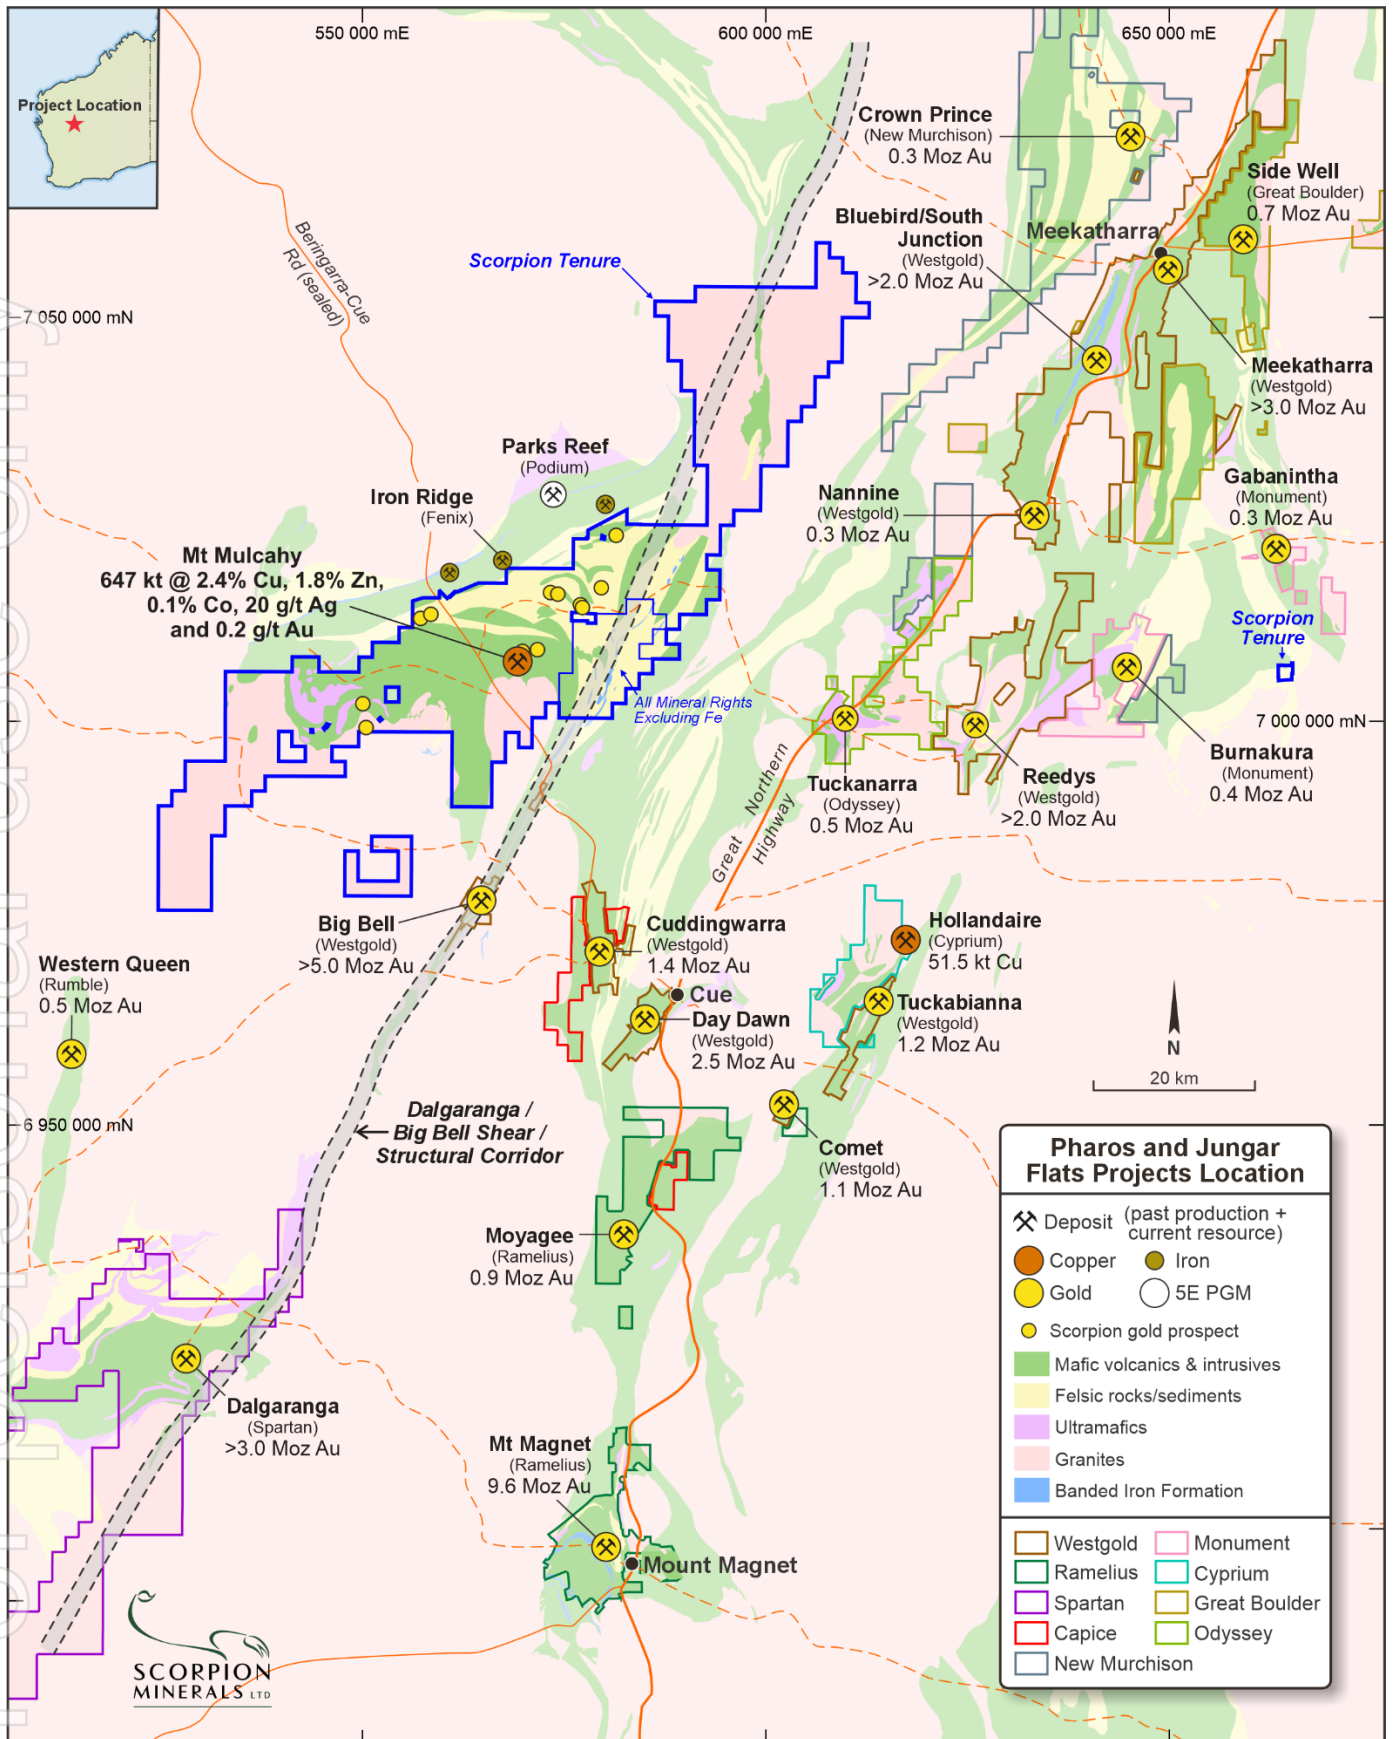 550 000 mE
600 000 mE
650 000 mE
Project Location
Crown Prince
(New Murchison)
0.3 Moz Au
Side Well
(Great Boulder)
0.7 Moz Au
Bluebird/South
Junction
(Westgold)
>2.0 Moz Au
Meekatharra
Beringarra-Cue
Rd (sealed)
Scorpion Tenure
7 050 000 mN
Meekatharra
(Westgold)
>3.0 Moz Au
Parks Reef
(Podium)
Iron Ridge
(Fenix)
Nannine
(Westgold)
0.3 Moz Au
Gabanintha
(Monument)
0.3 Moz Au
Mt Mulcahy
647 kt @ 2.4% Cu, 1.8% Zn,
0.1% Co, 20 g/t Ag
and 0.2 g/t Au
Scorpion
Tenure
All Mineral Rights
Excluding Fe
7 000 000 mN
Great Northern
Highway
Tuckanarra
(Odyssey)
0.5 Moz Au
Reedys
(Westgold)
>2.0 Moz Au
Burnakura
(Monument)
0.4 Moz Au
Big Bell
(Westgold)
>5.0 Moz Au
Cuddingwarra
(Westgold)
1.4 Moz Au
Hollandaire
(Cyprium)
51.5 kt Cu
Western Queen
(Rumble)
0.5 Moz Au
Cue
Day Dawn
(Westgold)
2.5 Moz Au
Tuckabianna
(Westgold)
1.2 Moz Au
N
20 km
6 950 000 mN
Dalgaranga /
Big Bell Shear /
Structural Corridor
Comet
(Westgold)
1.1 Moz Au
Moyagee
(Ramelius)
0.9 Moz Au
Dalgaranga
(Spartan)
>3.0 Moz Au
Mt Magnet
(Ramelius)
9.6 Moz Au
Mount Magnet
SCORPION
MINERALS LTD
Pharos and Jungar
Flats Projects Location
Deposit (past production +
current resource)
Copper
Iron
Gold
5E PGM
Scorpion gold prospect
Mafic volcanics & intrusives
Felsic rocks/sediments
Ultramafics
Granites
Banded Iron Formation
Westgold
Monument
Ramelius
Cyprium
Spartan
Great Boulder
Capice
Odyssey
New Murchison